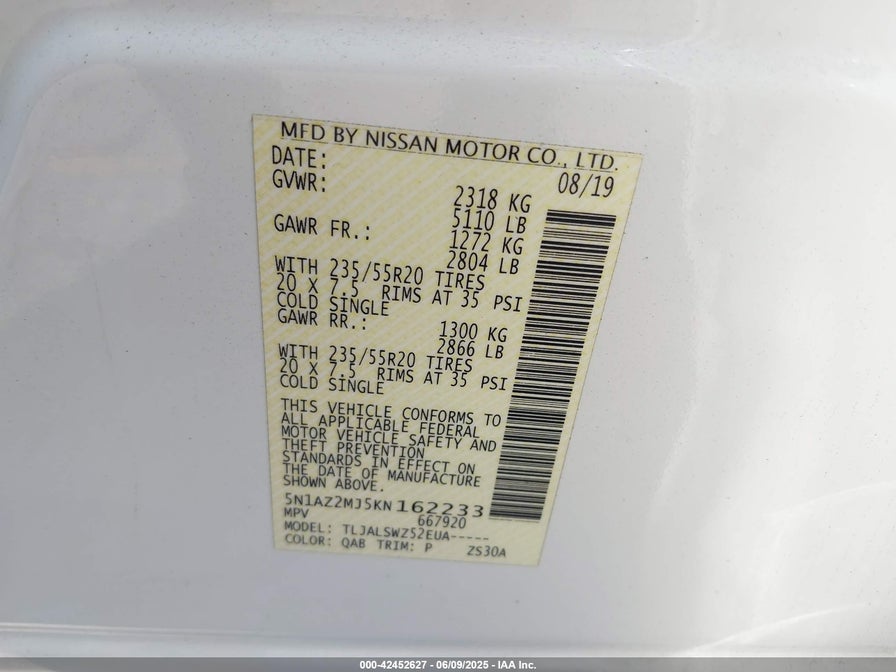 MFD BY NISSAN MOTOR CO., LTD.
DATE: 08/19
GVWR: 2318 KG
5110 LB
GAWR FR.: 1272 KG
2804 LB
WITH 235/55R20 TIRES
20 X 7.5 RIMS AT 35 PSI
COLD SINGLE
GAWR RR.: 1300 KG
2866 LB
WITH 235/55R20 TIRES
20 X 7.5 RIMS AT 35 PSI
COLD SINGLE
THIS VEHICLE CONFORMS TO
ALL APPLICABLE FEDERAL
MOTOR VEHICLE SAFETY AND
THEFT PREVENTION
STANDARDS IN EFFECT ON
THE DATE OF MANUFACTURE
SHOWN ABOVE.
5N1AZ2MJ5KN162233
MPV 667920
MODEL: TLJALSWZ52EUA-----
COLOR: QAB TRIM: P ZS30A
000-42452627 - 06/09/2025 - IAA Inc.